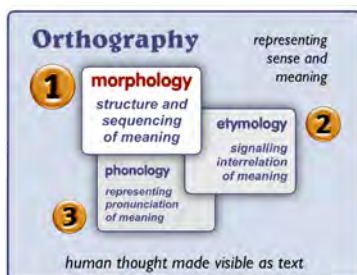 Orthography
representing
sense and
meaning
1
morphology
structure and
sequencing
of meaning
etymology
signalling
interrelation
of meaning
2
phonology
representing
pronunciation
of meaning
3
human thought made visible as text